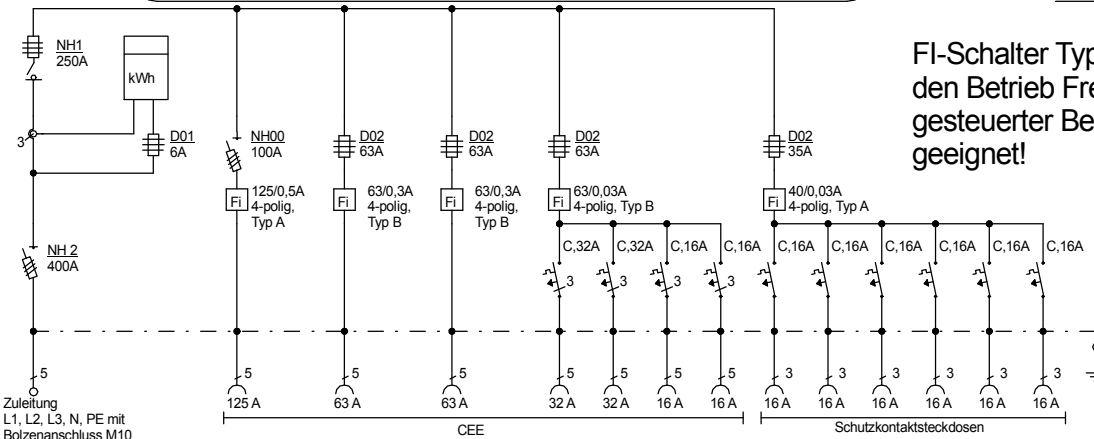 NH1
250A
kWh
3
D01
6A
NH 2
400A
NH00
100A
D02
63A
D02
63A
D02
63A
D02
35A
Fi
125/0,5A
4-polig,
Typ A
Fi
63/0,3A
4-polig,
Typ B
Fi
63/0,3A
4-polig,
Typ B
Fi
63/0,03A
4-polig, Typ B
Fi
40/0,03A
4-polig, Typ A
FI-Schalter Typ
den Betrieb Fre
gesteuerter Be
geeignet!
C,32A C,32A C,16A C,16A C,16A C,16A C,16A C,16A C,16A C,16A
3 3 3 3
5 5 5 5 5 5 5 5 3 3 3 3 3 3
125 A 63 A 63 A 32 A 32 A 16 A 16 A 16 A 16 A 16 A 16 A 16 A 16 A
Zuleitung
L1, L2, L3, N, PE mit
Bolzenanschluss M10
CEE
Schutzkontaktsteckdosen